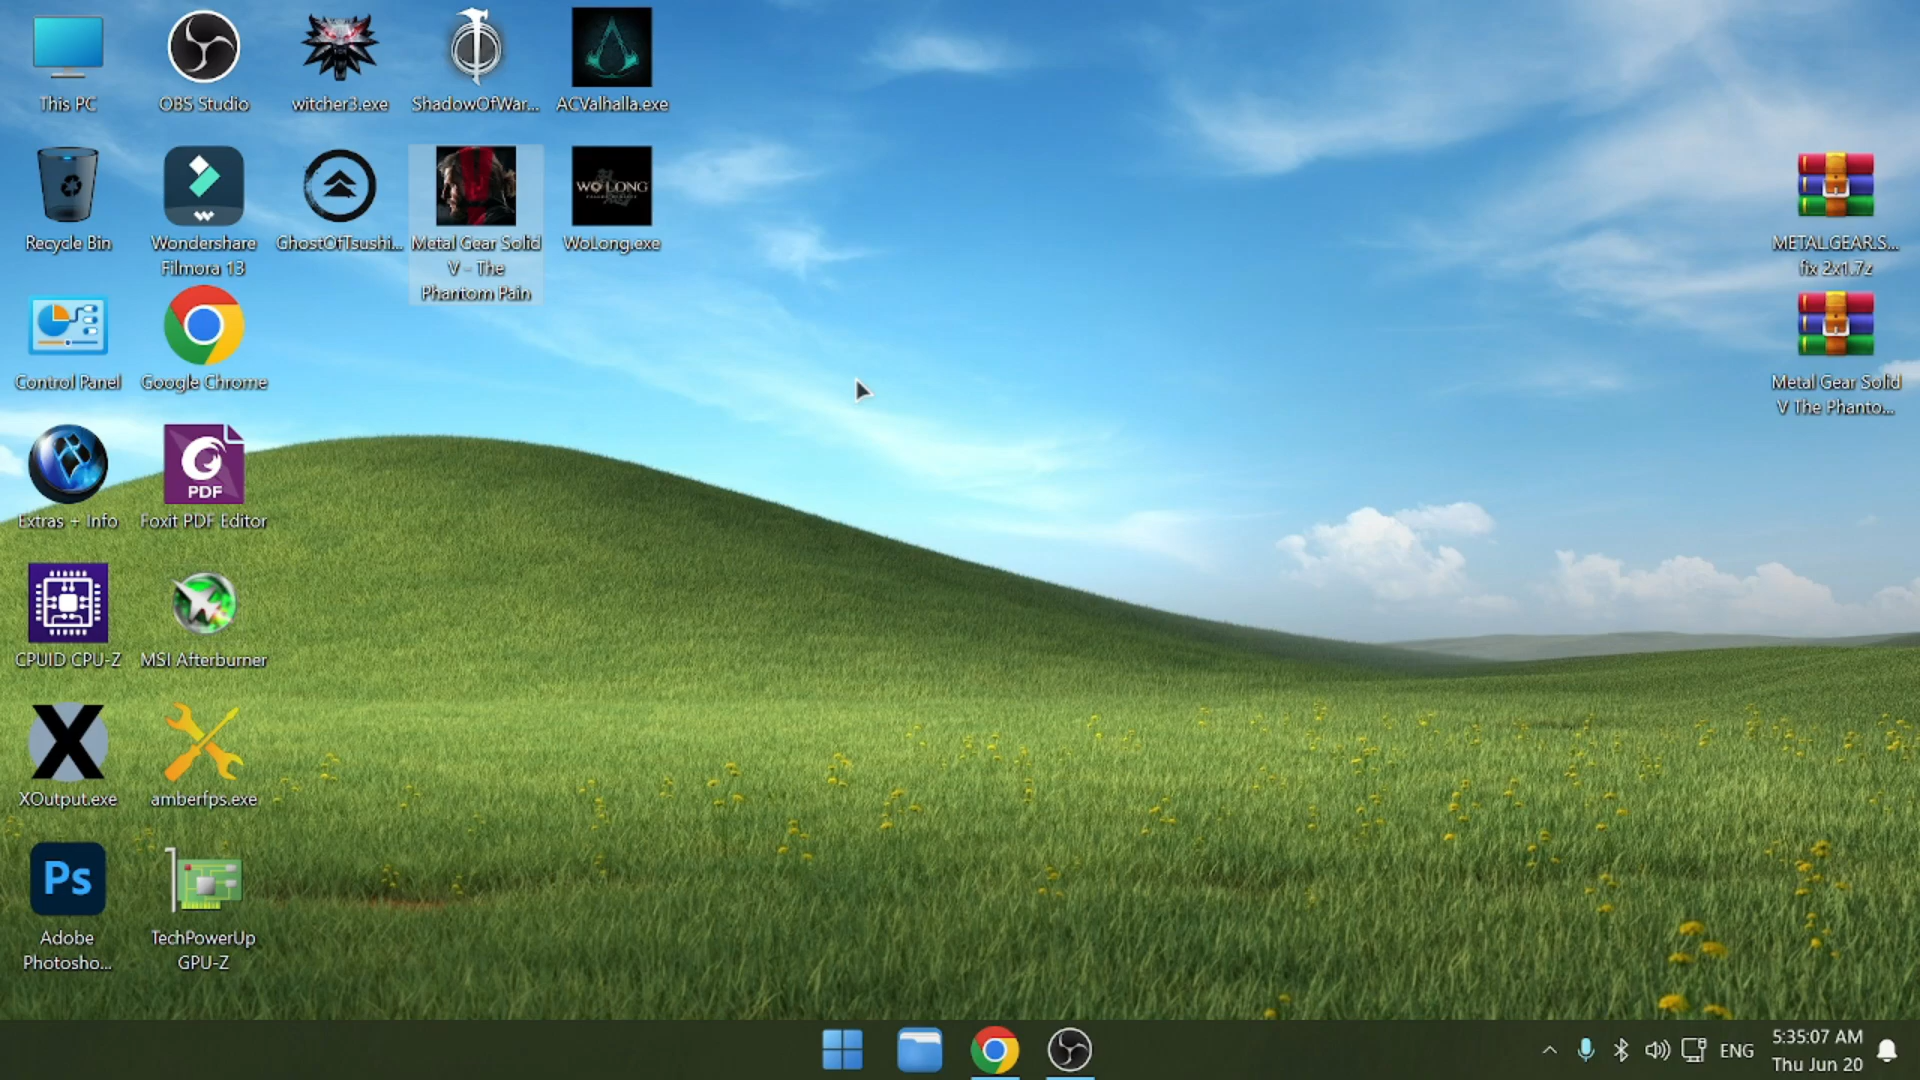 This PC
OBS Studio
witcher3.exe
ShadowOfWar...
ACValhalla.exe
Recycle Bin
Wondershare
Filmora 13
GhostOfTsushi...
Metal Gear Solid
V - The
Phantom Pain
WO LONG
WoLong.exe
METAL.GEAR.S...
fix 2x1.7z
Control Panel
Google Chrome
Metal Gear Solid
V The Phanto...
Extras + Info
PDF
Foxit PDF Editor
CPUID CPU-Z
MSI Afterburner
XOutput.exe
amberfps.exe
Ps
Adobe
Photosho...
TechPowerUp
GPU-Z
ENG
5:35:07 AM
Thu Jun 20